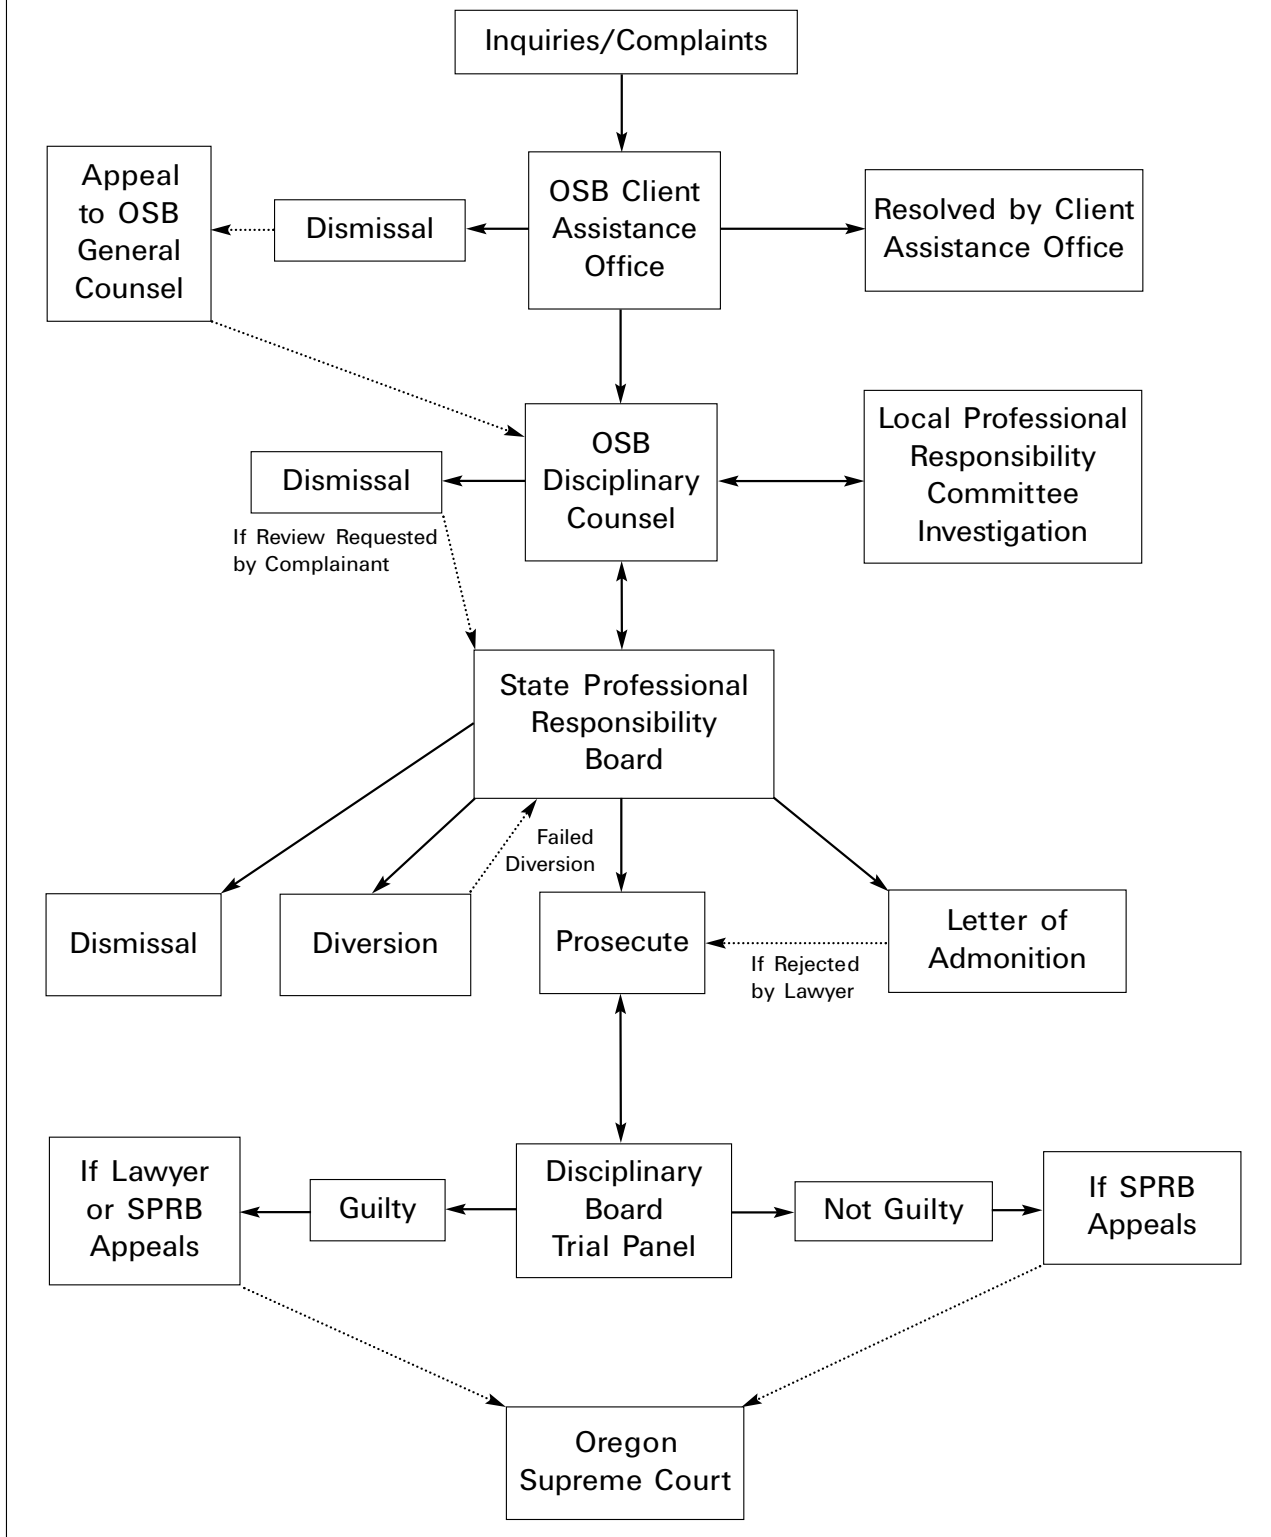 Inquiries/Complaints
Appeal
to OSB
General
Counsel
Dismissal
OSB Client
Assistance
Office
Resolved by Client
Assistance Office
Dismissal
If Review Requested
by Complainant
OSB
Disciplinary
Counsel
Local Professional
Responsibility
Committee
Investigation
State Professional
Responsibility
Board
Failed
Diversion
Dismissal
Diversion
Prosecute
If Rejected
by Lawyer
Letter of
Admonition
If Lawyer
or SPRB
Appeals
Guilty
Disciplinary
Board
Trial Panel
Not Guilty
If SPRB
Appeals
Oregon
Supreme Court